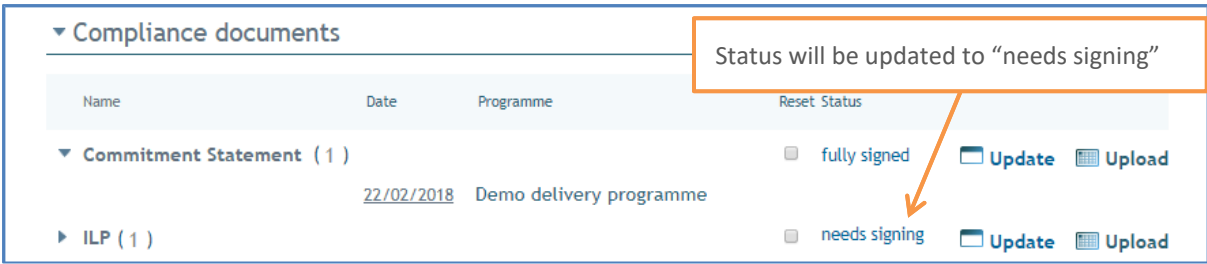 Compliance documents
Status will be updated to “needs signing”
Name Date Programme Reset Status
Commitment Statement (1) fully signed Update Upload
22/02/2018 Demo delivery programme
ILP (1) needs signing Update Upload